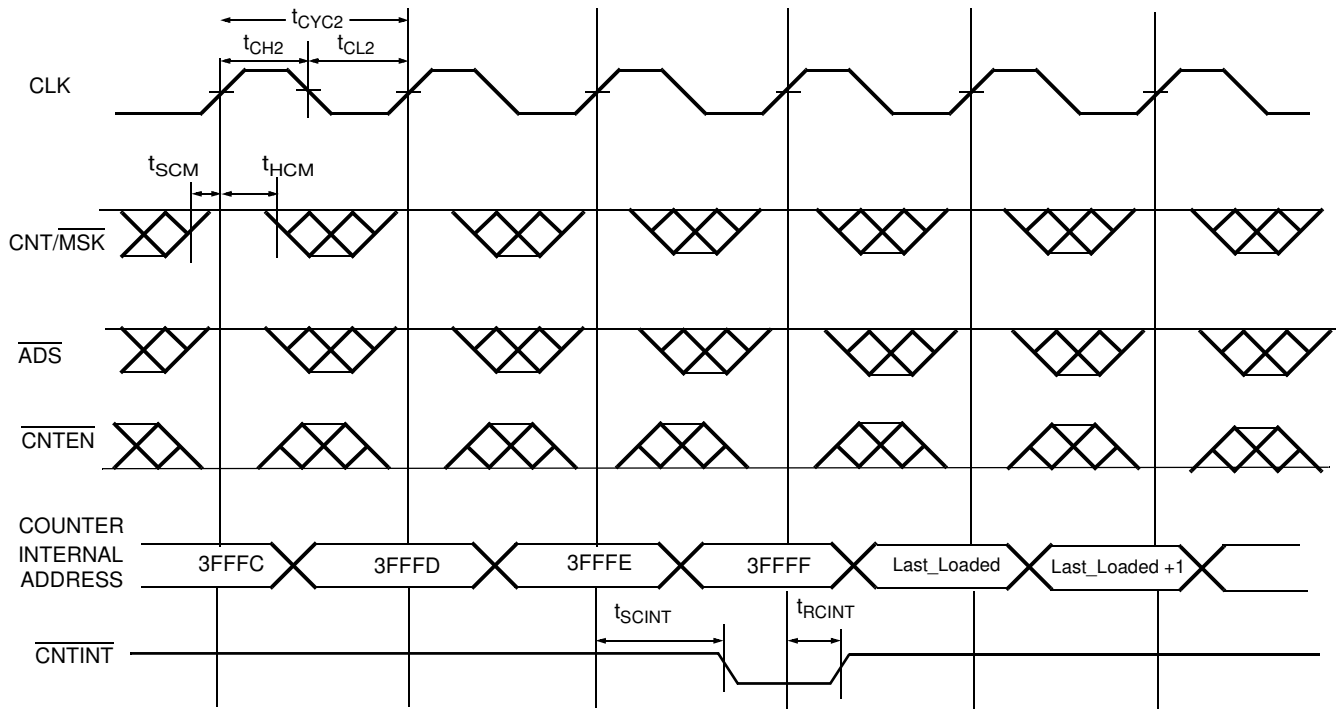 tCYC2
tCH2 tCL2
CLK
tSCM tHCM
CNT/MSK
ADS
CNTEN
COUNTER
INTERNAL
ADDRESS
3FFFC 3FFFD 3FFFE 3FFFF Last_Loaded Last_Loaded +1
tSCINT tRCINT
CNTINT